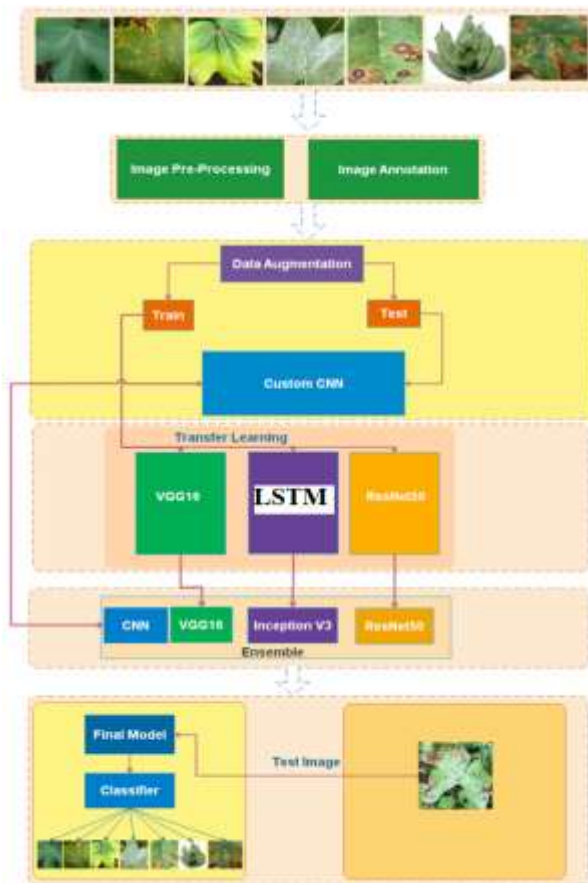 Image Pre-Processing
Image Annotation
Data Augmentation
Train
Test
Custom CNN
Transfer Learning
VGG16
LSTM
ResNet50
CNN
VGG16
Inception V3
ResNet50
Ensemble
Final Model
Test Image
Classifier